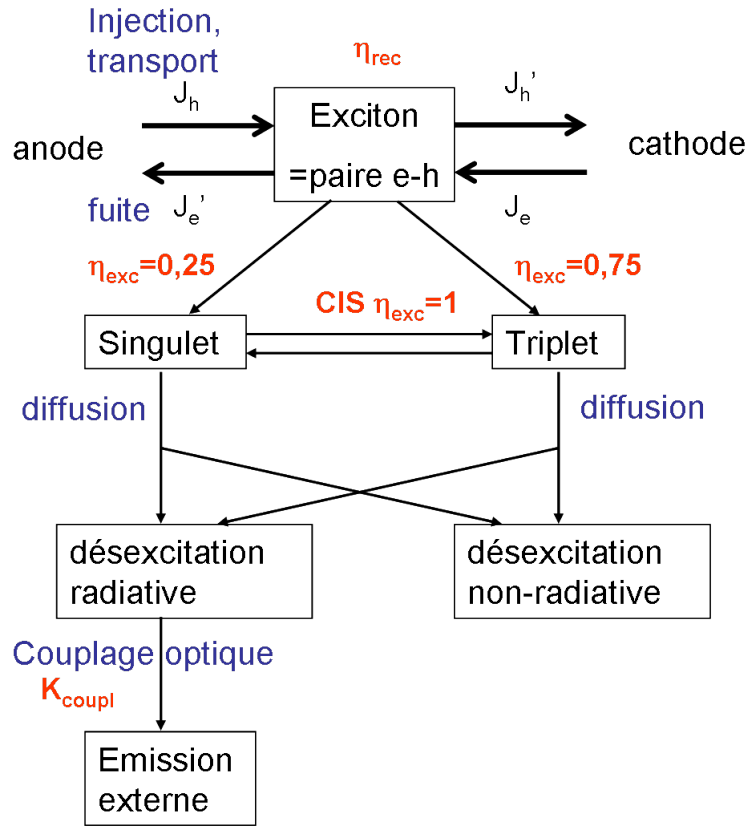 Injection,
transport
ηrec
Jh
Jh’
Exciton
anode
cathode
=paire e-h
fuite
Je’
Je
ηexc=0,25
ηexc=0,75
CIS ηexc=1
Singulet
Triplet
diffusion
diffusion
désexcitation
radiative
désexcitation
non-radiative
Couplage optique
Kcoupl
Emission
externe